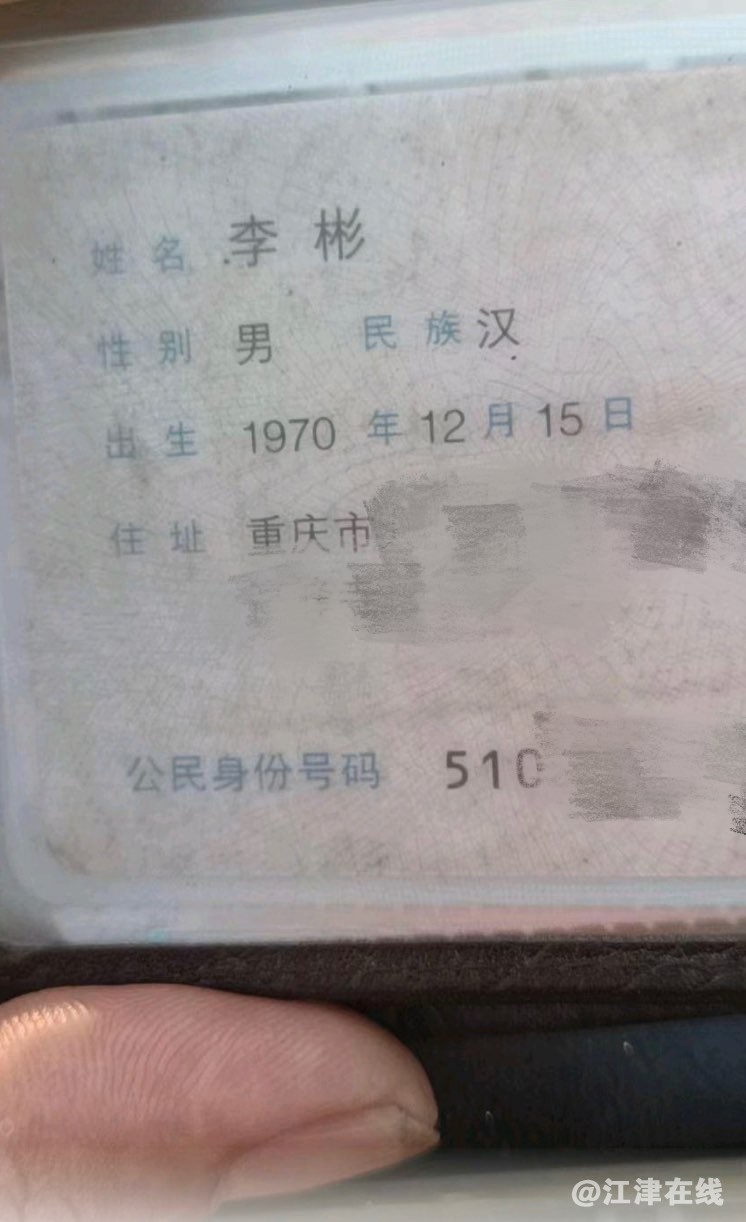 姓名 李彬
性别 男 民族 汉
出生 1970 年 12 月 15 日
住址 重庆市
公民身份号码 510
@江津在线